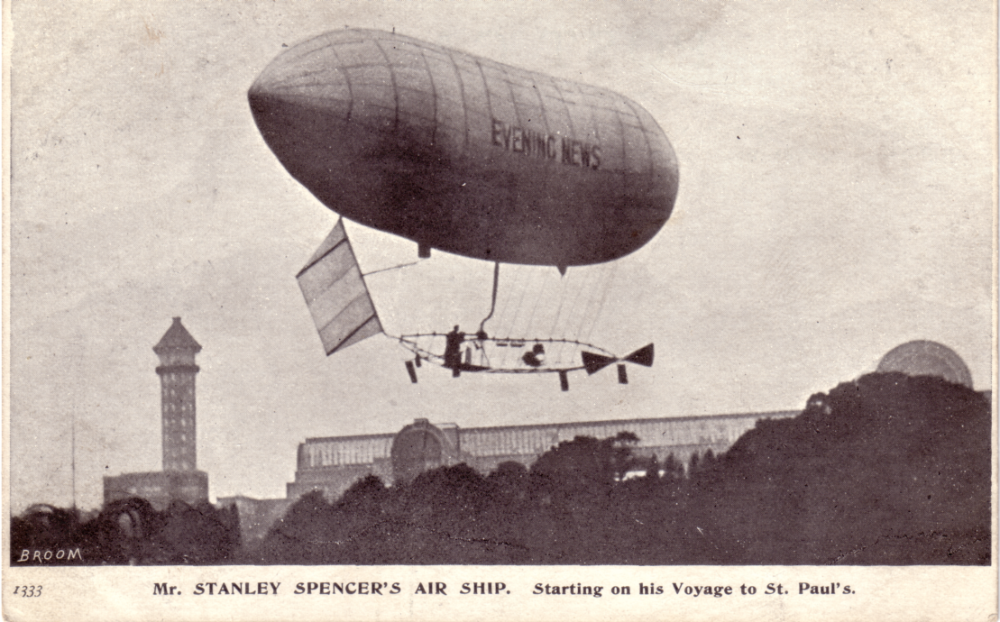 EVENING NEWS
BROOM
1333
Mr. STANLEY SPENCER'S AIR SHIP. Starting on his Voyage to St. Paul's.